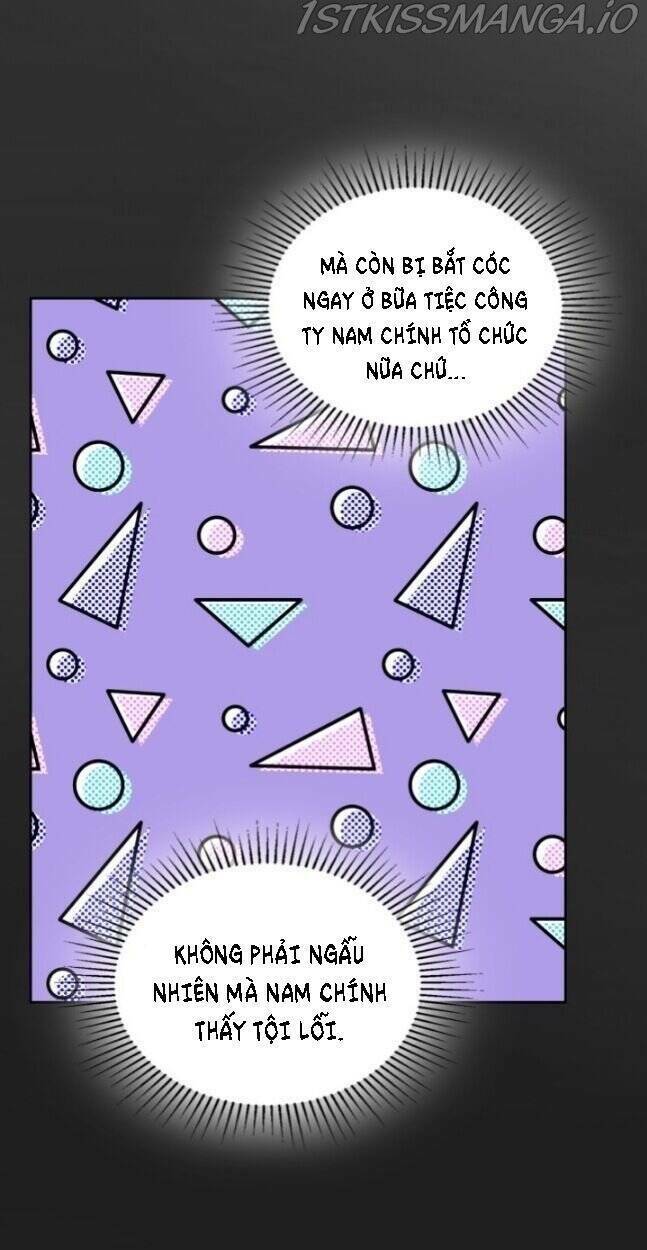 1STKISSMANGA.IO
MÀ CÒN BỊ BẮT CÓC
NGAY Ở BỮA TIỆC CÔNG
TY NAM CHÍNH TỔ CHỨC
NỮA CHỨ...
KHÔNG PHẢI NGẪU
NHIÊN MÀ NAM CHÍNH
THẤY TỘI LỖI.